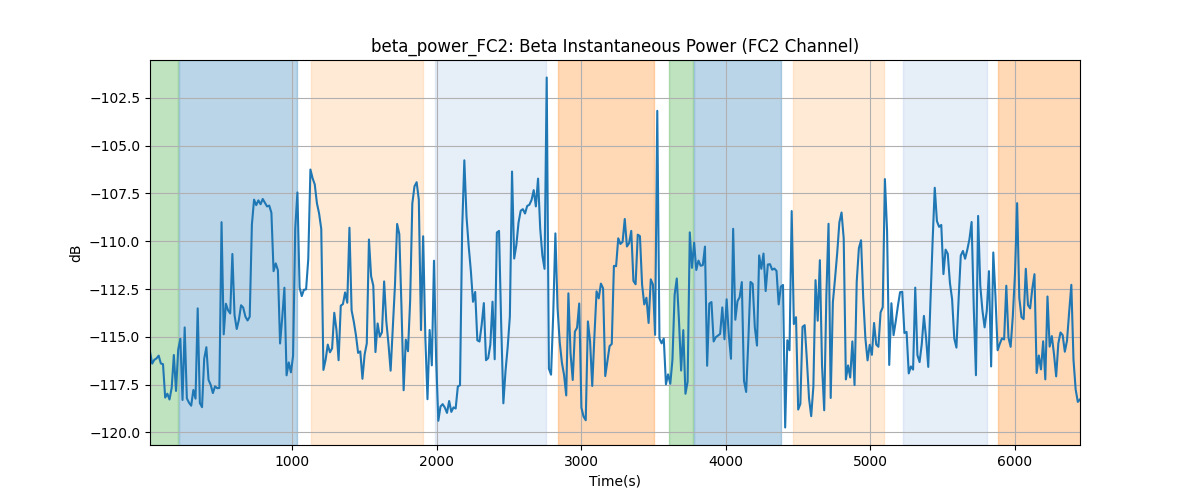 beta_power_FC2: Beta Instantaneous Power (FC2 Channel)
dB
−102.5
−105.0
−107.5
−110.0
−112.5
−115.0
−117.5
−120.0
1000 2000 3000 4000 5000 6000
Time(s)